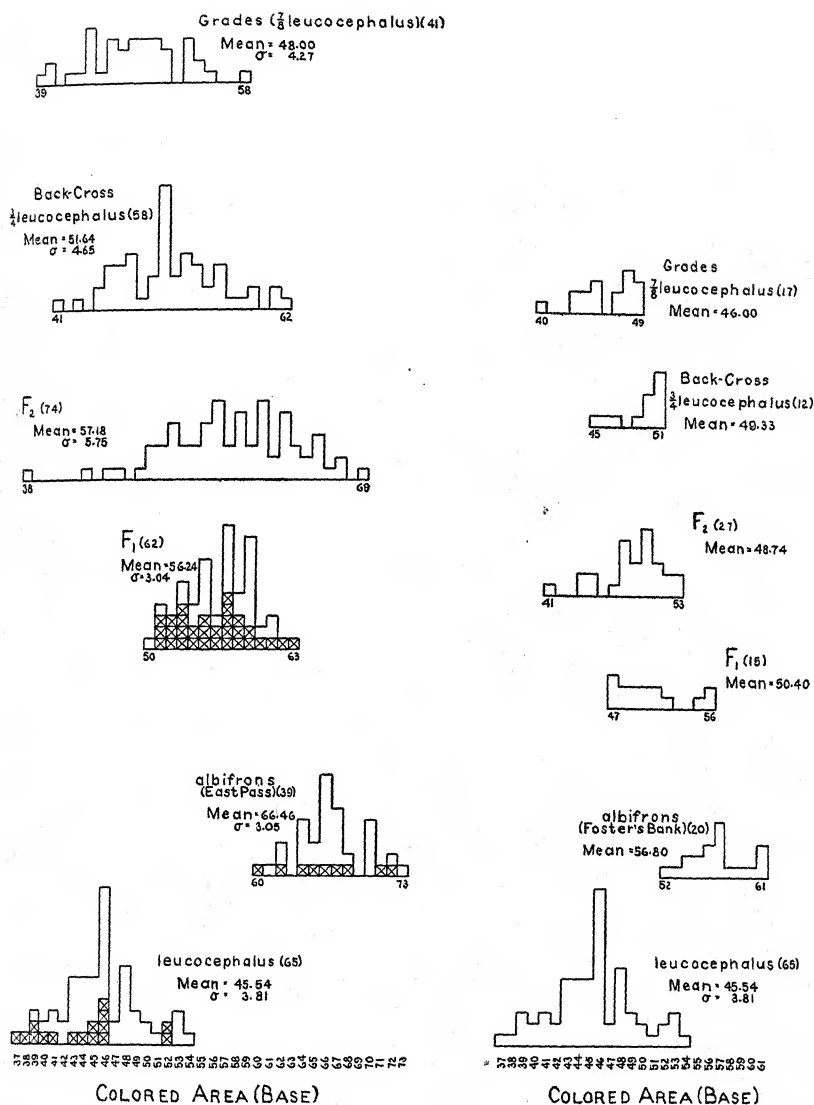 Grades (7/8 leucocephalus)(41)
Mean = 48.00
σ = 4.27
39 58
Back-Cross
3/4 leucocephalus (58)
Mean = 51.64
σ = 4.65
41 62
F2 (74)
Mean = 57.18
σ = 5.75
38 69
F1 (62)
Mean = 56.24
σ = 3.04
50 63
albifrons
(East Pass)(39)
Mean = 66.46
σ = 3.05
60 73
leucocephalus (65)
Mean = 45.54
σ = 3.81
37 38 39 40 41 42 43 44 45 46 47 48 49 50 51 52 53 54 55 56 57 58 59 60 61 62 63 64 65 66 67 68 69 70 71 72 73
COLORED AREA (BASE)
Grades
7/8 leucocephalus (17)
Mean = 46.00
40 49
Back-Cross
3/4 leucocephalus (12)
Mean = 49.33
45 51
F2 (27)
Mean = 48.74
41 53
F1 (15)
Mean = 50.40
47 56
albifrons
(Foster's Bank)(20)
Mean = 56.80
52 61
leucocephalus (65)
Mean = 45.54
σ = 3.81
37 38 39 40 41 42 43 44 45 46 47 48 49 50 51 52 53 54 55 56 57 58 59 60 61
COLORED AREA (BASE)